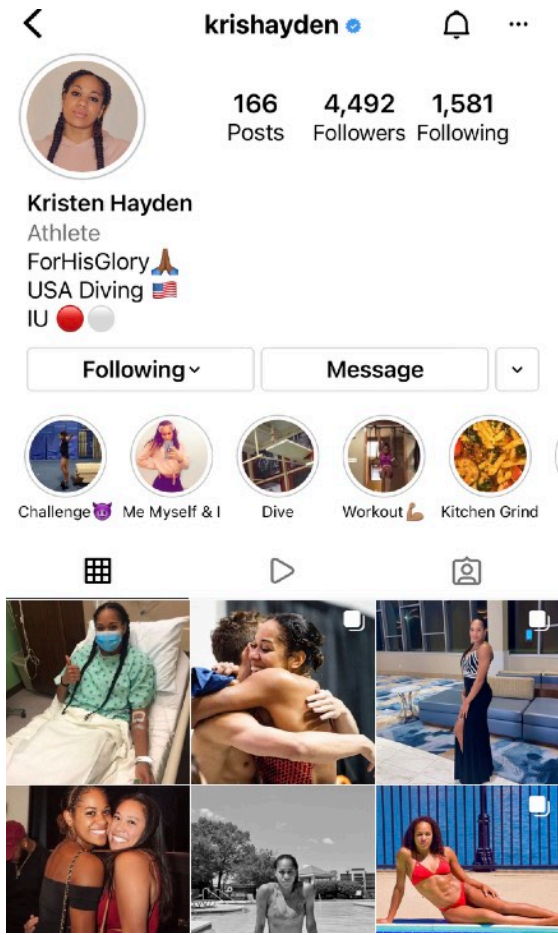 krishayden
166 4,492 1,581
Posts Followers Following
Kristen Hayden
Athlete
ForHisGlory🙏🏾
USA Diving 🇺🇸
IU 🔴⚪
Following Message
Challenge😈 Me Myself & I Dive Workout💪🏽 Kitchen Grind